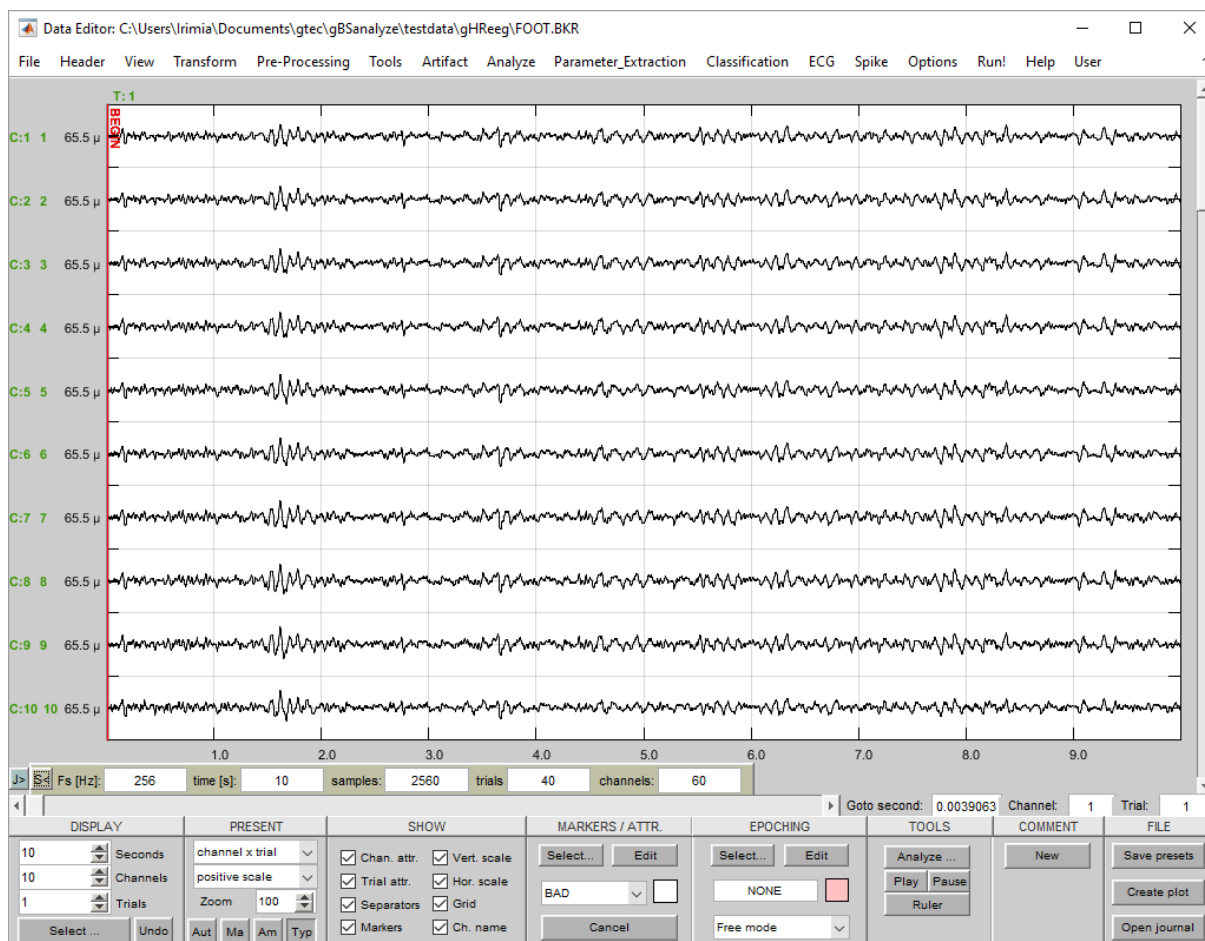 Data Editor: C:\Users\Irimia\Documents\gtec\gBSanalyze\testdata\gHReeg\FOOT.BKR
File Header View Transform Pre-Processing Tools Artifact Analyze Parameter_Extraction Classification ECG Spike Options Run! Help User
T: 1
BEGIN
C:1 1 65.5 µ
C:2 2 65.5 µ
C:3 3 65.5 µ
C:4 4 65.5 µ
C:5 5 65.5 µ
C:6 6 65.5 µ
C:7 7 65.5 µ
C:8 8 65.5 µ
C:9 9 65.5 µ
C:10 10 65.5 µ
1.0 2.0 3.0 4.0 5.0 6.0 7.0 8.0 9.0
J> S< Fs [Hz]: 256 time [s]: 10 samples: 2560 trials 40 channels: 60
Goto second: 0.0039063 Channel: 1 Trial: 1
DISPLAY PRESENT SHOW MARKERS / ATTR. EPOCHING TOOLS COMMENT FILE
10 Seconds channel x trial Chan. attr. Vert. scale Select... Edit Select... Edit Analyze ... New Save presets
10 Channels positive scale Trial attr. Hor. scale BAD NONE Play Pause Create plot
1 Trials Zoom 100 Separators Grid Ruler
Select ... Undo Aut Ma Am Typ Markers Ch. name Cancel Free mode Open journal